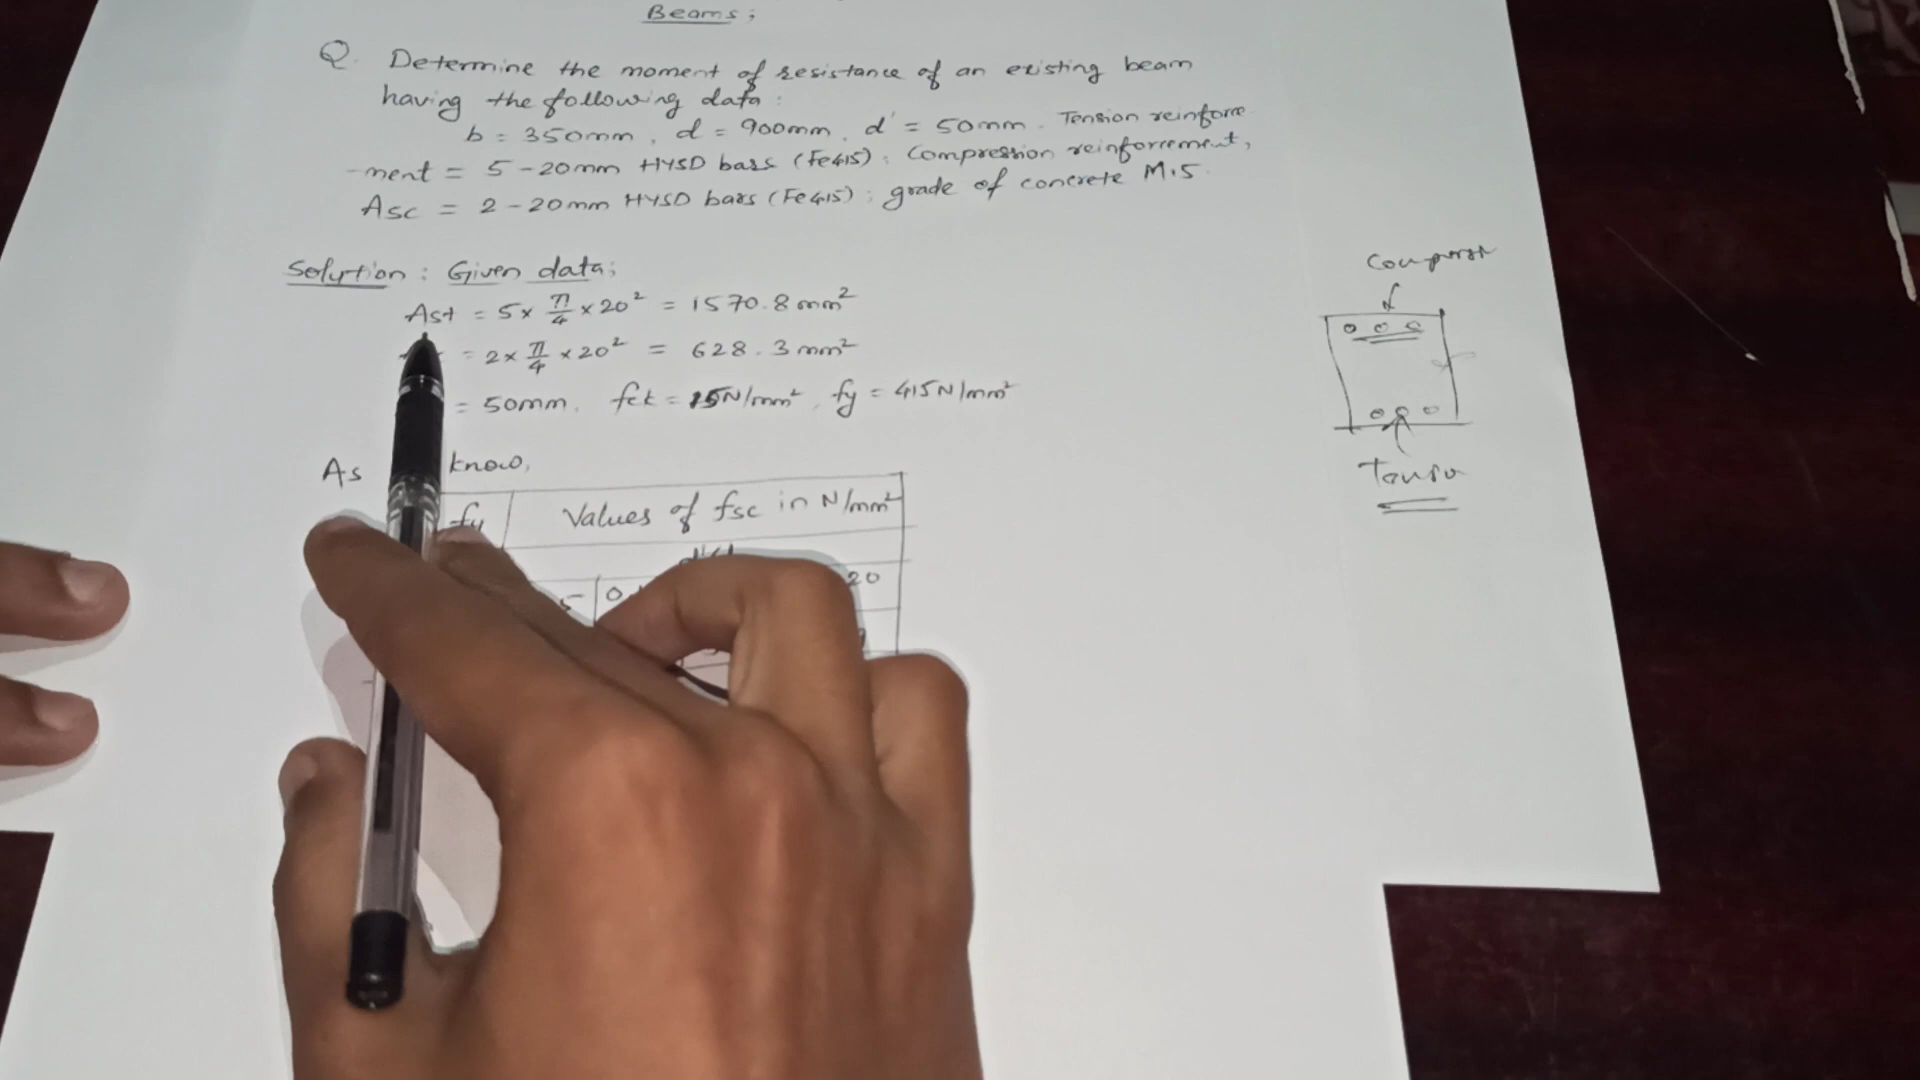 Beams;
Q. Determine the moment of resistance of an existing beam
having the following data:
b = 350mm, d = 900mm, d' = 50mm. Tension reinforce
-ment = 5-20mm HYSD bars (Fe415); Compression reinforcement,
Asc = 2-20mm HYSD bars (Fe415); grade of concrete M15.
Solution: Given data;
Ast = 5 x π/4 x 20² = 1570.8 mm²
= 2 x π/4 x 20² = 628.3 mm²
= 50mm, fck = 15N/mm², fy = 415N/mm²
As know,
fy Values of fsc in N/mm²
d'/d
20
Tension